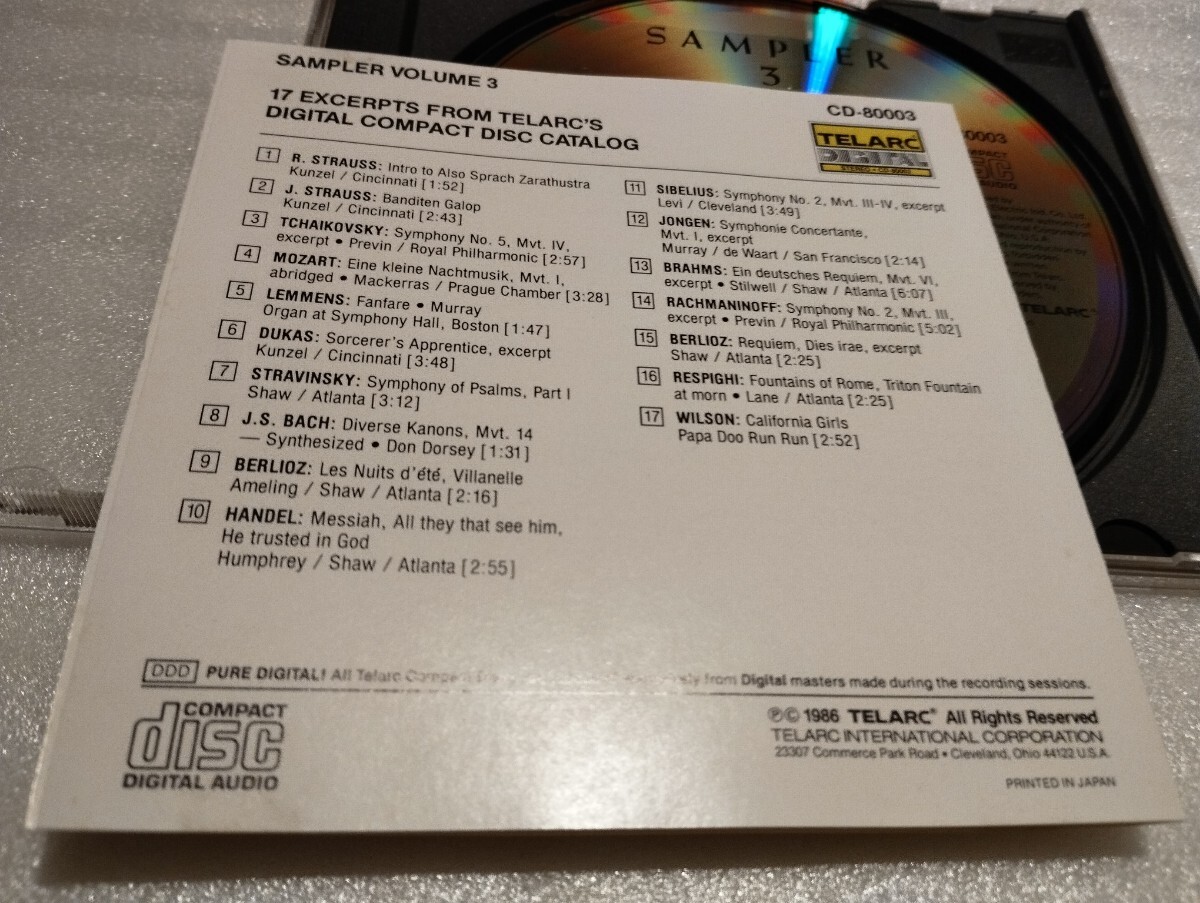 SAMPLER
3
SAMPLER VOLUME 3
17 EXCERPTS FROM TELARC'S
DIGITAL COMPACT DISC CATALOG
CD-80003
TELARC
DIGITAL
STEREO • CD-80003
1 R. STRAUSS: Intro to Also Sprach Zarathustra
Kunzel / Cincinnati [1:52]
2 J. STRAUSS: Banditen Galop
Kunzel / Cincinnati [2:43]
3 TCHAIKOVSKY: Symphony No. 5, Mvt. IV,
excerpt • Previn / Royal Philharmonic [2:57]
4 MOZART: Eine kleine Nachtmusik, Mvt. I,
abridged • Mackerras / Prague Chamber [3:28]
5 LEMMENS: Fanfare • Murray
Organ at Symphony Hall, Boston [1:47]
6 DUKAS: Sorcerer's Apprentice, excerpt
Kunzel / Cincinnati [3:48]
7 STRAVINSKY: Symphony of Psalms, Part I
Shaw / Atlanta [3:12]
8 J.S. BACH: Diverse Kanons, Mvt. 14
— Synthesized • Don Dorsey [1:31]
9 BERLIOZ: Les Nuits d'été, Villanelle
Ameling / Shaw / Atlanta [2:16]
10 HANDEL: Messiah, All they that see him,
He trusted in God
Humphrey / Shaw / Atlanta [2:55]
11 SIBELIUS: Symphony No. 2, Mvt. III-IV, excerpt
Levi / Cleveland [3:49]
12 JONGEN: Symphonie Concertante,
Mvt. I, excerpt
Murray / de Waart / San Francisco [2:14]
13 BRAHMS: Ein deutsches Requiem, Mvt. VI,
excerpt • Stilwell / Shaw / Atlanta [6:07]
14 RACHMANINOFF: Symphony No. 2, Mvt. III,
excerpt • Previn / Royal Philharmonic [5:02]
15 BERLIOZ: Requiem, Dies irae, excerpt
Shaw / Atlanta [2:25]
16 RESPIGHI: Fountains of Rome, Triton Fountain
at morn • Lane / Atlanta [2:25]
17 WILSON: California Girls
Papa Doo Run Run [2:52]
DDD PURE DIGITAL! All Telarc Compact from Digital masters made during the recording sessions.
COMPACT
disc
DIGITAL AUDIO
℗© 1986 TELARC® All Rights Reserved
TELARC INTERNATIONAL CORPORATION
23307 Commerce Park Road • Cleveland, Ohio 44122 U.S.A.
PRINTED IN JAPAN